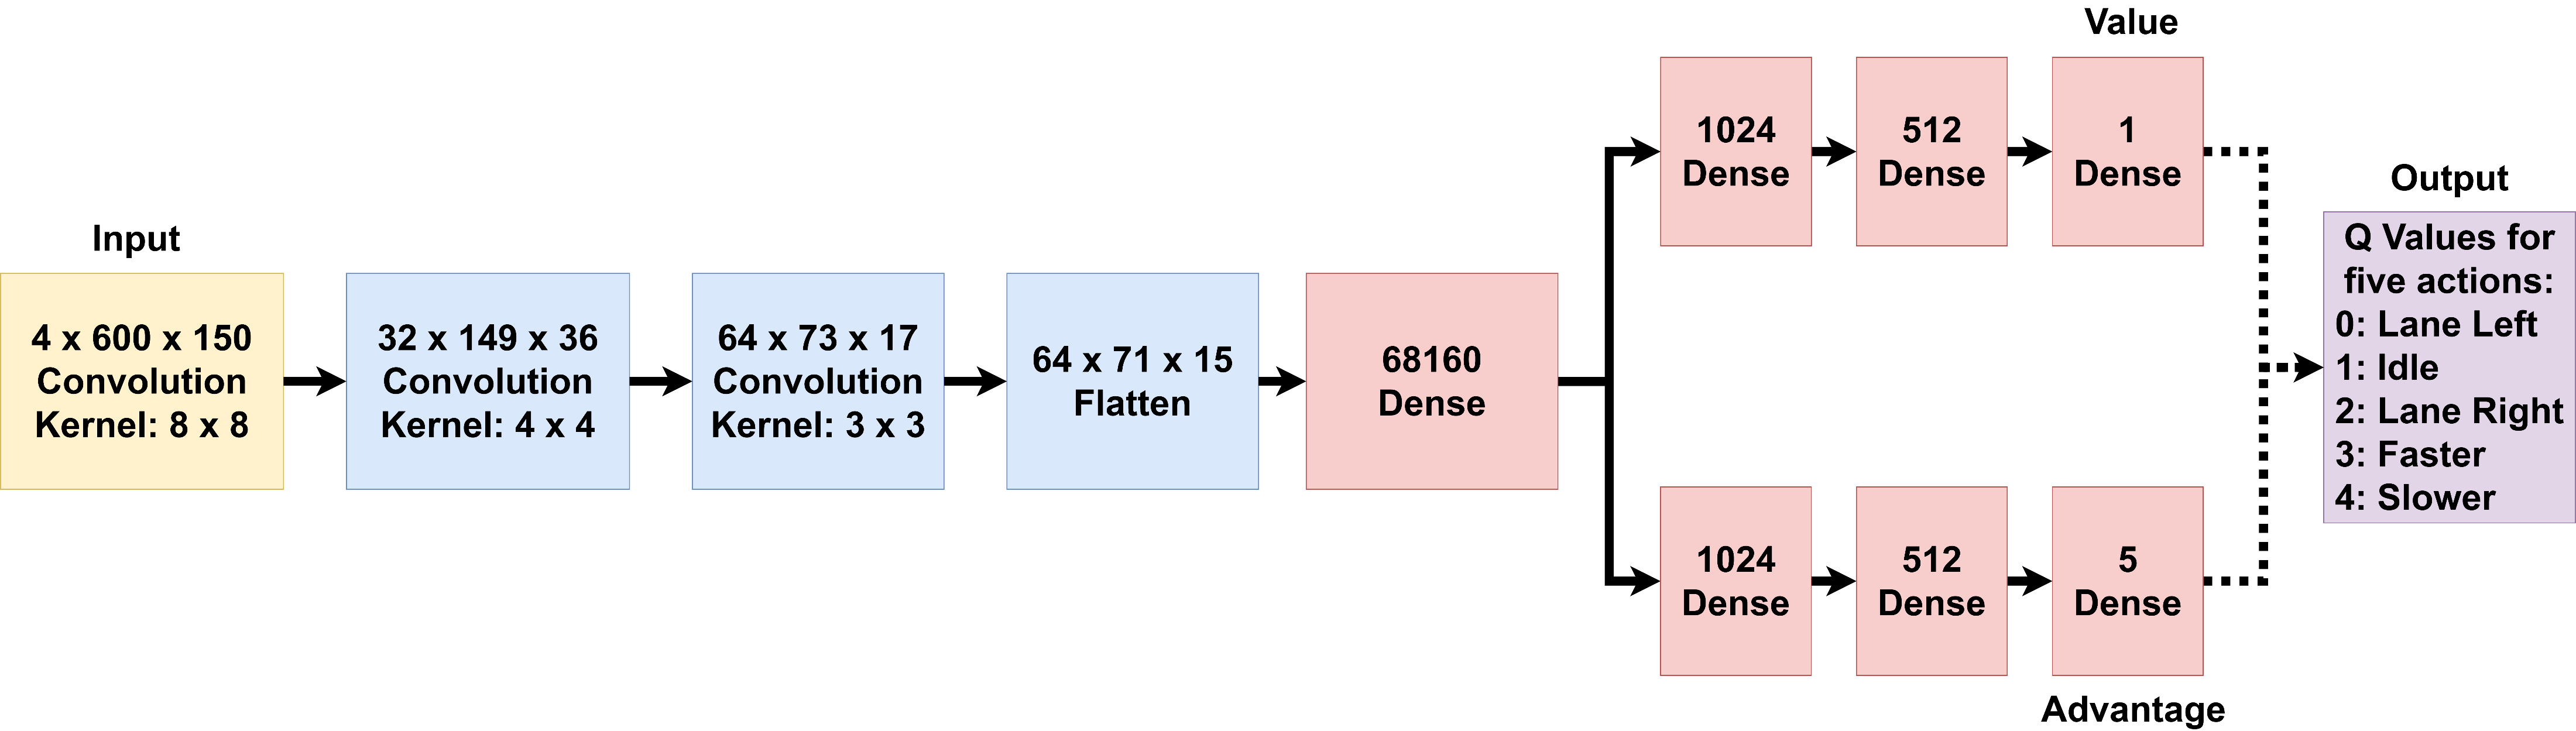 Input
4 x 600 x 150
Convolution
Kernel: 8 x 8
32 x 149 x 36
Convolution
Kernel: 4 x 4
64 x 73 x 17
Convolution
Kernel: 3 x 3
64 x 71 x 15
Flatten
68160
Dense
Value
1024
Dense
512
Dense
1
Dense
1024
Dense
512
Dense
5
Dense
Advantage
Output
Q Values for
five actions:
0: Lane Left
1: Idle
2: Lane Right
3: Faster
4: Slower